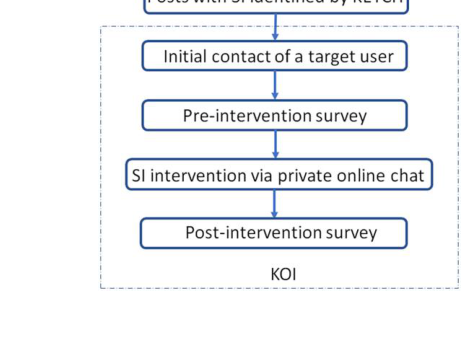 Posts with SI identified by KETCH
Initial contact of a target user
Pre-intervention survey
SI intervention via private online chat
Post-intervention survey
KOI